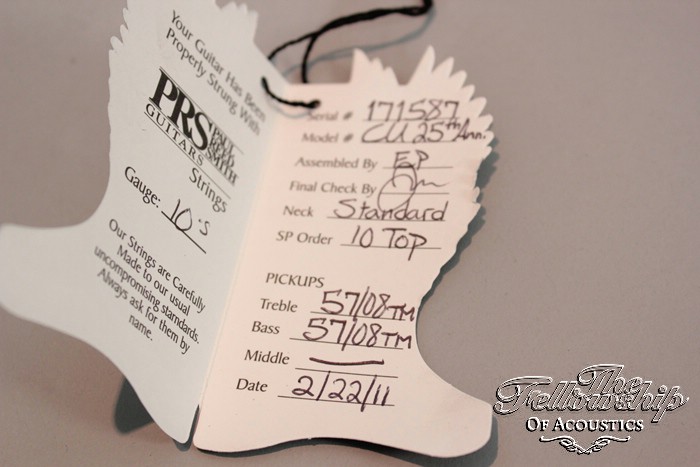 Your Guitar Has Been
Properly Strung With
PRS PAUL REED SMITH
GUITARS
Strings
Gauge: 10's
Our Strings are Carefully
Made to our usual
uncompromising standards.
Always ask for them by
name.
Serial # 171587
Model # CU 25th Ann.
Assembled By EP
Final Check By
Neck Standard
SP Order 10 TOP
PICKUPS
Treble 57/08 TM
Bass 57/08 TM
Middle —
Date 2/22/11
The
Fellowship
OF ACOUSTICS